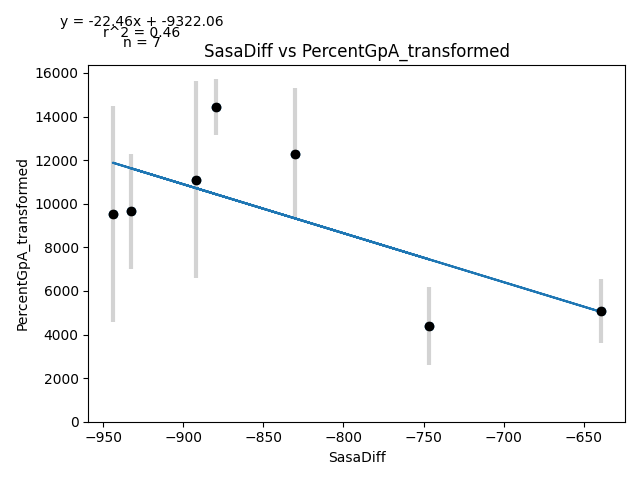 y = -22.46x + -9322.06
r^2 = 0.46
n = 7
SasaDiff vs PercentGpA_transformed
PercentGpA_transformed
16000
14000
12000
10000
8000
6000
4000
2000
0
−950
−900
−850
−800
−750
−700
−650
SasaDiff